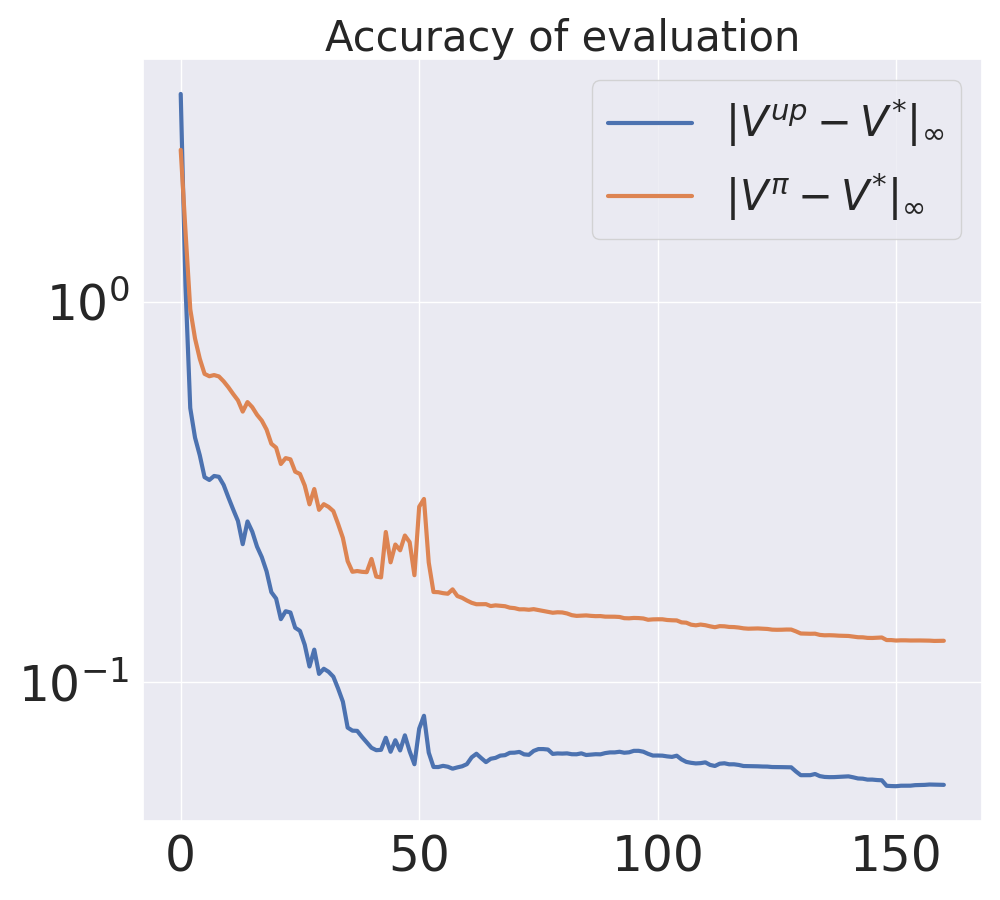 Accuracy of evaluation
|V^{up} − V^*|_∞
|V^π − V^*|_∞
10^0
10^{-1}
0 50 100 150